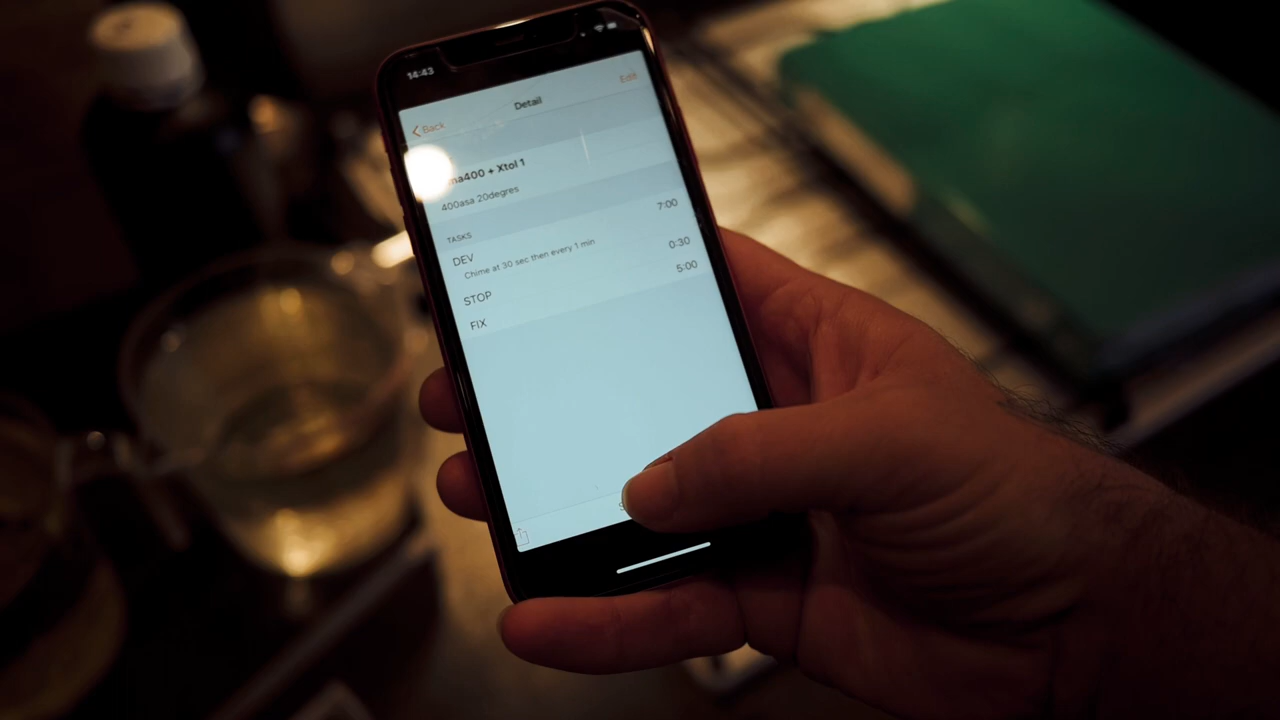 14:43
Back
Detail
Edit
ma400 + Xtol 1
400asa 20degres
TASKS
DEV 7:00
Chime at 30 sec then every 1 min
STOP 0:30
FIX 5:00